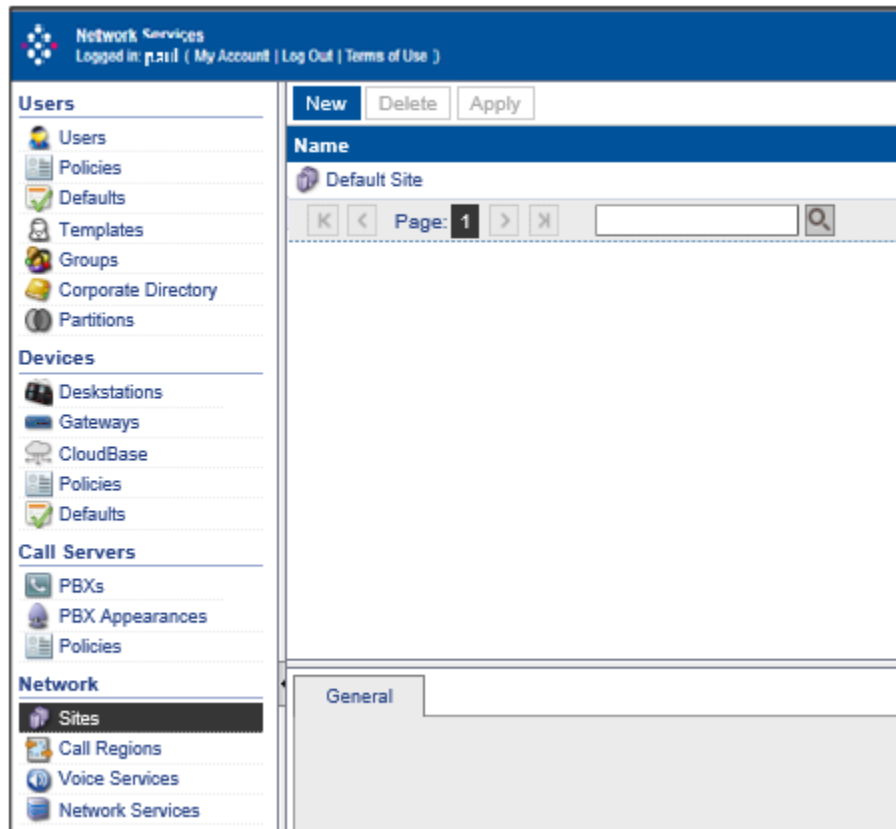 Network Services
Logged in: paul ( My Account | Log Out | Terms of Use )
Users
Users
Policies
Defaults
Templates
Groups
Corporate Directory
Partitions
Devices
Deskstations
Gateways
CloudBase
Policies
Defaults
Call Servers
PBXs
PBX Appearances
Policies
Network
Sites
Call Regions
Voice Services
Network Services
New Delete Apply
Name
Default Site
Page: 1
General